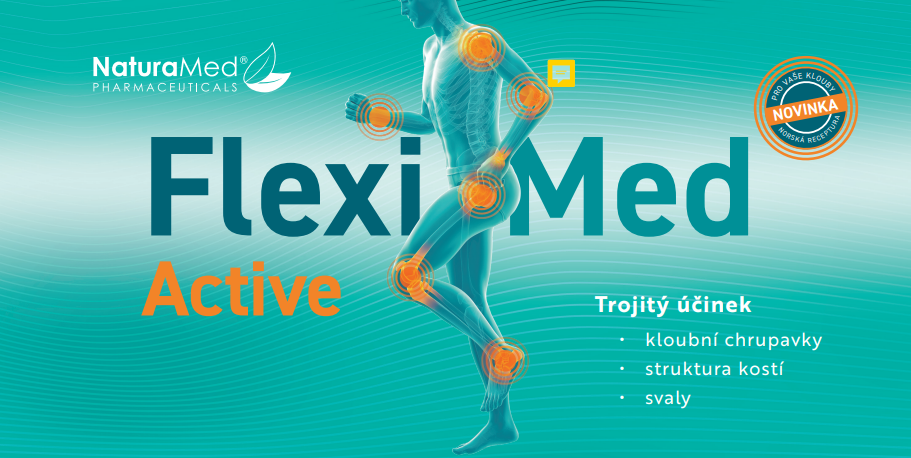 NaturaMed®
PHARMACEUTICALS
PRO VAŠE KLOUBY
NOVINKA
NORSKÁ RECEPTURA
Flexi Med
Active
Trojitý účinek
• kloubní chrupavky
• struktura kostí
• svaly